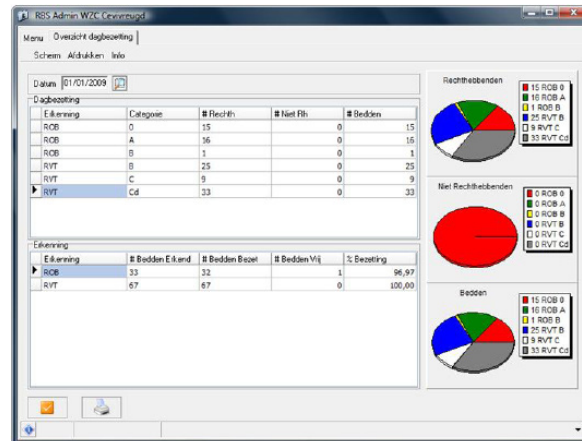 RBS Admin WZC Cewvreugd
Menu Overzicht dagbezetting
Scherm Afdrukken Info
Datum 01/01/2009
Dagbezetting
Erkenning Categorie # Rechth # Niet Rh # Bedden
ROB 0 15 0 15
ROB A 16 0 16
ROB B 1 0 1
RVT B 25 0 25
RVT C 9 0 9
RVT Cd 33 0 33
Erkenning
Erkenning # Bedden Erkend # Bedden Bezet # Bedden Vrij % Bezetting
ROB 33 32 1 96,97
RVT 67 67 0 100,00
Rechthebbenden
15 ROB 0
16 ROB A
1 ROB B
25 RVT B
9 RVT C
33 RVT Cd
Niet Rechthebbenden
0 ROB 0
0 ROB A
0 ROB B
0 RVT B
0 RVT C
0 RVT Cd
Bedden
15 ROB 0
16 ROB A
1 ROB B
25 RVT B
9 RVT C
33 RVT Cd